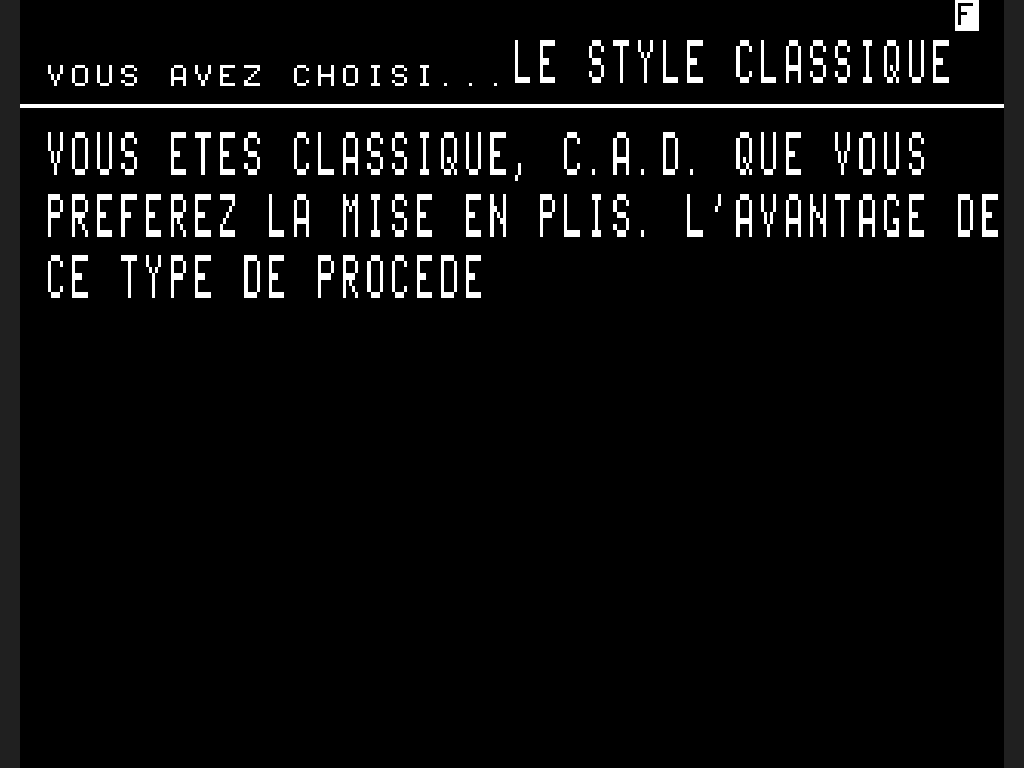 F
VOUS AVEZ CHOISI...LE STYLE CLASSIQUE
VOUS ETES CLASSIQUE, C.A.D. QUE VOUS
PREFEREZ LA MISE EN PLIS. L'AVANTAGE DE
CE TYPE DE PROCEDE